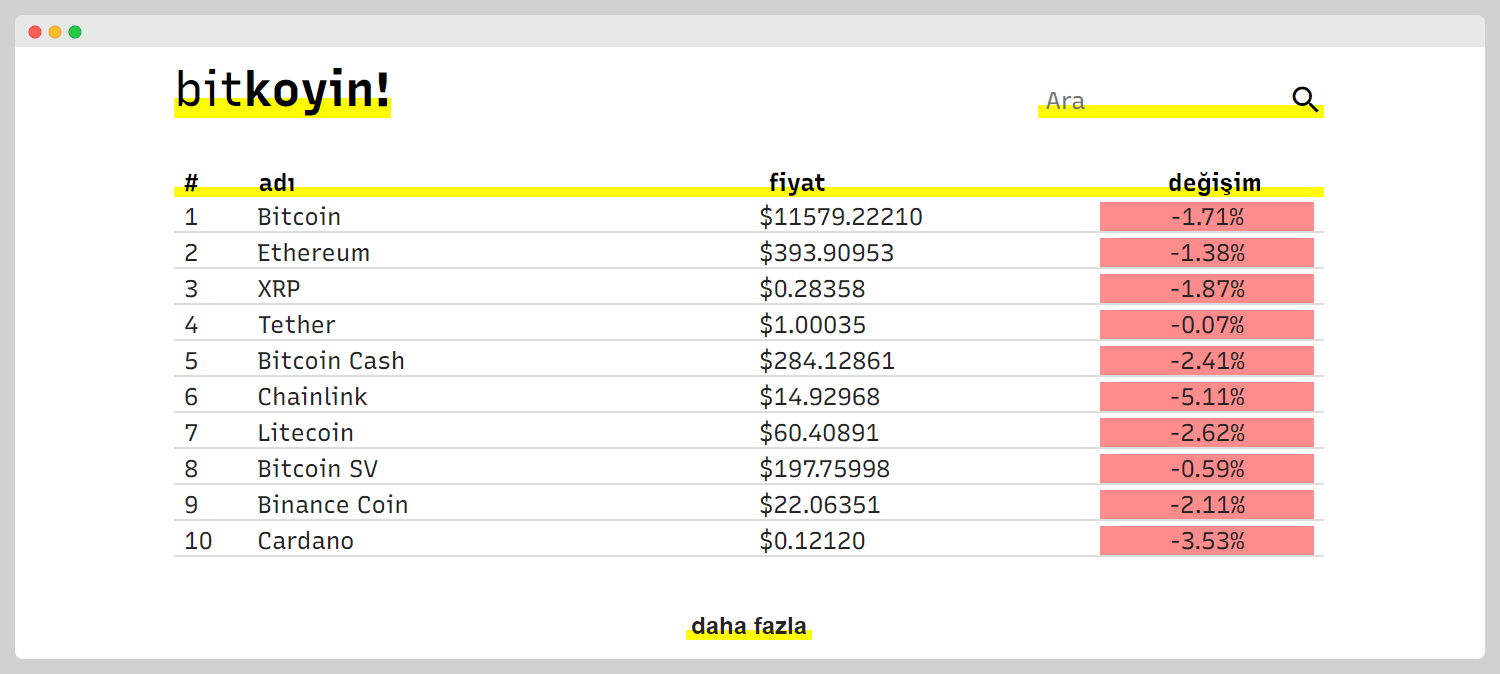 bitkoyin!
Ara
# adı fiyat değişim
1 Bitcoin $11579.22210 -1.71%
2 Ethereum $393.90953 -1.38%
3 XRP $0.28358 -1.87%
4 Tether $1.00035 -0.07%
5 Bitcoin Cash $284.12861 -2.41%
6 Chainlink $14.92968 -5.11%
7 Litecoin $60.40891 -2.62%
8 Bitcoin SV $197.75998 -0.59%
9 Binance Coin $22.06351 -2.11%
10 Cardano $0.12120 -3.53%
daha fazla